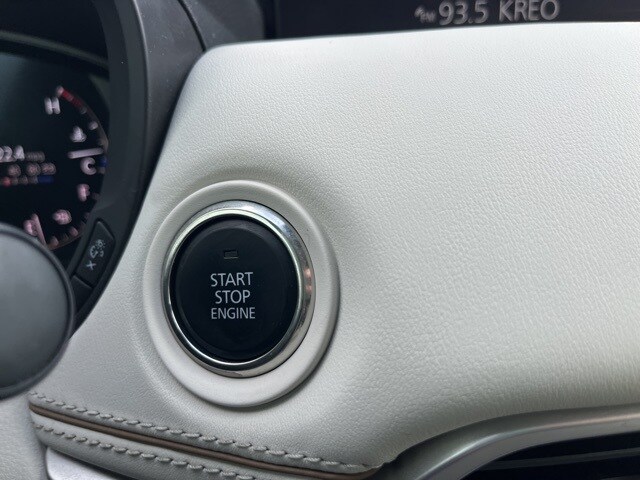 FM 93.5 KREO
H
C
F
START
STOP
ENGINE